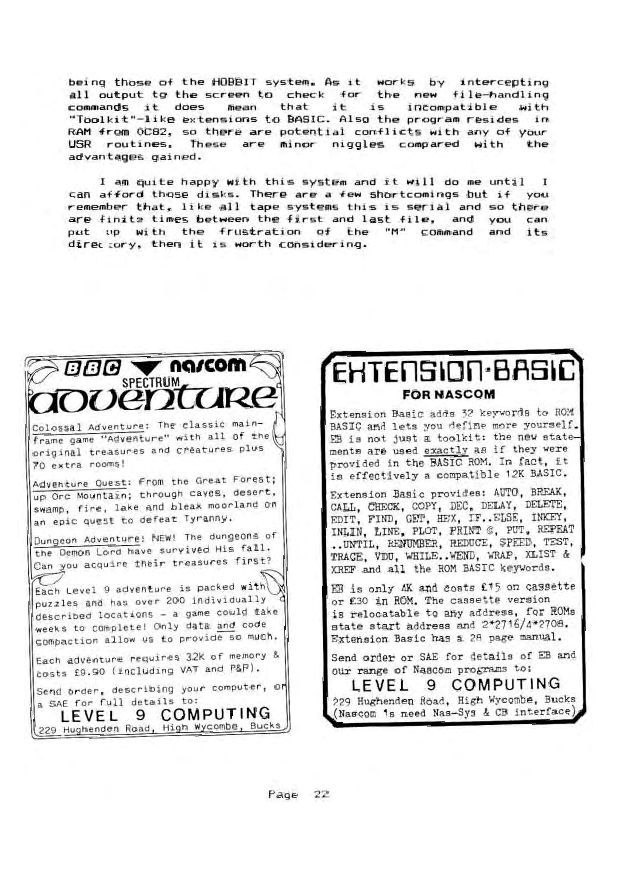 being those of the HOBBIT system. As it works by intercepting
all output to the screen to check for the new file-handling
commands it does mean that it is incompatible with
"Toolkit"-like extensions to BASIC. Also the program resides in
RAM from 0C82, so there are potential conflicts with any of your
USR routines. These are minor niggles compared with the
advantages gained.
I am quite happy with this system and it will do me until I
can afford those disks. There are a few shortcomings but if you
remember that, like all tape systems this is serial and so there
are finite times between the first and last file, and you can
put up with the frustration of the "M" command and its
directory, then it is worth considering.
BBC nascom
SPECTRUM
adventure
Colossal Adventure: The classic main-
frame game "Adventure" with all of the
original treasures and creatures plus
70 extra rooms!
Adventure Quest: From the Great Forest;
up Orc Mountain; through caves, desert,
swamp, fire, lake and bleak moorland on
an epic quest to defeat Tyranny.
Dungeon Adventure: NEW! The dungeons of
the Demon Lord have survived His fall.
Can you acquire their treasures first?
Each Level 9 adventure is packed with
puzzles and has over 200 individually
described locations - a game could take
weeks to complete! Only data and code
compaction allow us to provide so much.
Each adventure requires 32K of memory &
costs £9.90 (including VAT and P&P).
Send order, describing your computer, or
a SAE for full details to:
LEVEL 9 COMPUTING
229 Hughenden Road, High Wycombe, Bucks
EXTENSION·BASIC
FOR NASCOM
Extension Basic adds 32 keywords to ROM
BASIC and lets you define more yourself.
EB is not just a toolkit: the new state-
ments are used exactly as if they were
provided in the BASIC ROM. In fact, it
is effectively a compatible 12K BASIC.
Extension Basic provides: AUTO, BREAK,
CALL, CHECK, COPY, DEC, DELAY, DELETE,
EDIT, FIND, GET, HEX, IF..ELSE, INKEY,
INLIN, LINE, PLOT, PRINT @, PUT, REPEAT
..UNTIL, RENUMBER, REDUCE, SPEED, TEST,
TRACE, VDU, WHILE..WEND, WRAP, XLIST &
XREF and all the ROM BASIC keywords.
EB is only 4K and costs £15 on cassette
or £30 in ROM. The cassette version
is relocatable to any address, for ROMs
state start address and 2*2716/4*2708.
Extension Basic has a 28 page manual.
Send order or SAE for details of EB and
our range of Nascom programs to:
LEVEL 9 COMPUTING
229 Hughenden Road, High Wycombe, Bucks
(Nascom 1s need Nas-Sys & CB interface)
Page 22